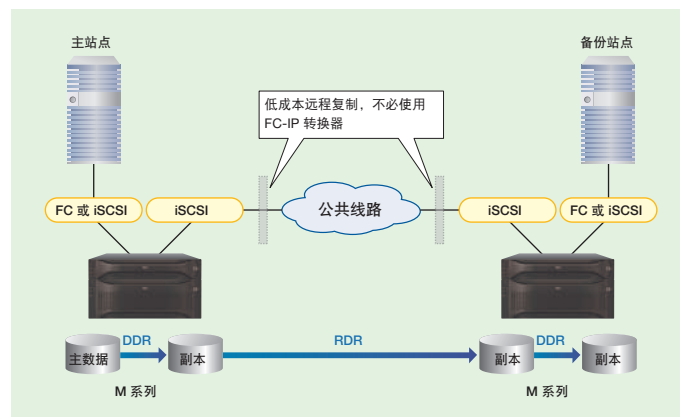 主站点
备份站点
低成本远程复制，不必使用
FC-IP 转换器
FC 或 iSCSI
iSCSI
公共线路
iSCSI
FC 或 iSCSI
主数据
DDR
副本
RDR
副本
DDR
副本
M 系列
M 系列